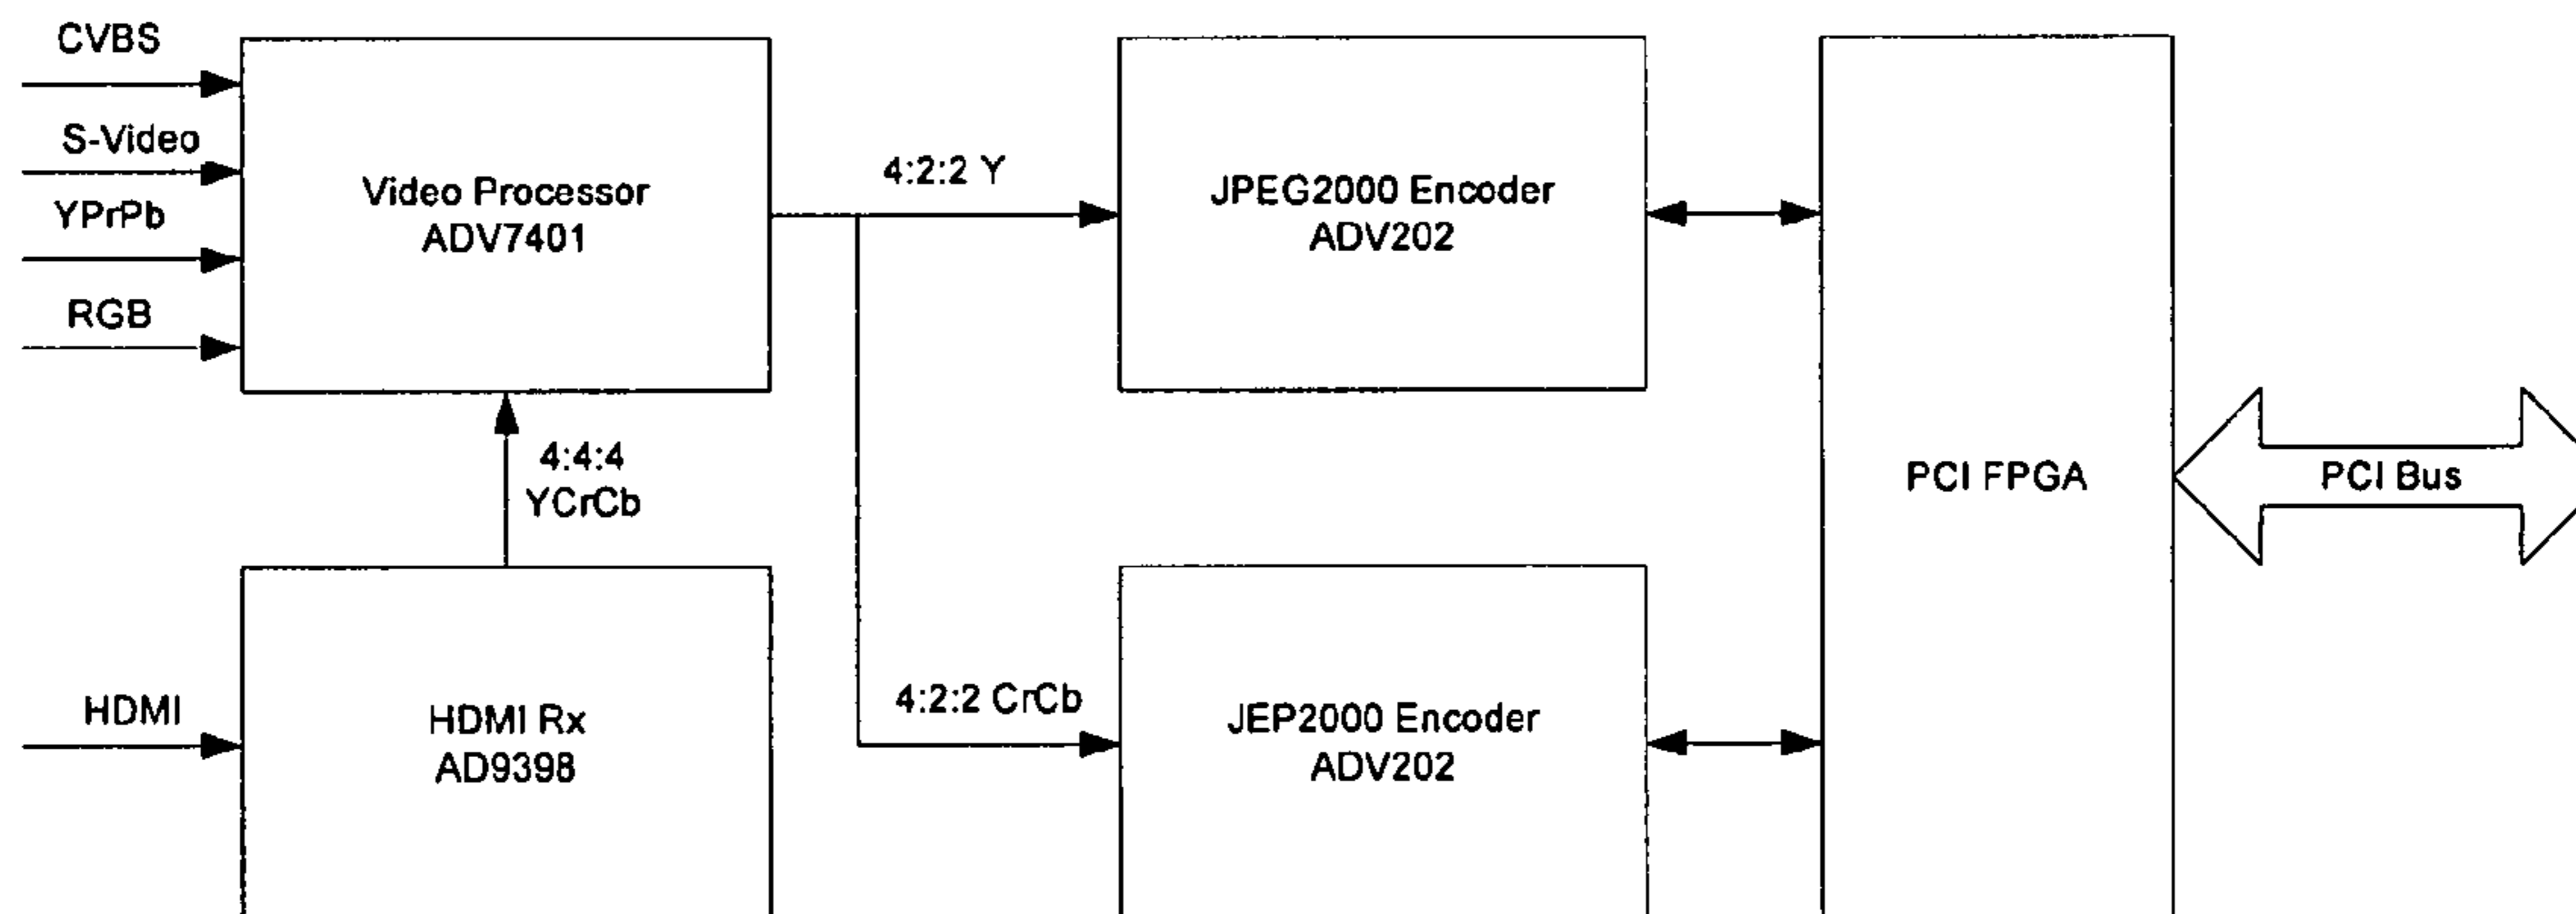 CVBS
S-Video
YPrPb
RGB
Video Processor
ADV7401
4:2:2 Y
JPEG2000 Encoder
ADV202
4:4:4
YCrCb
PCI FPGA
PCI Bus
HDMI
HDMI Rx
AD9398
4:2:2 CrCb
JEP2000 Encoder
ADV202